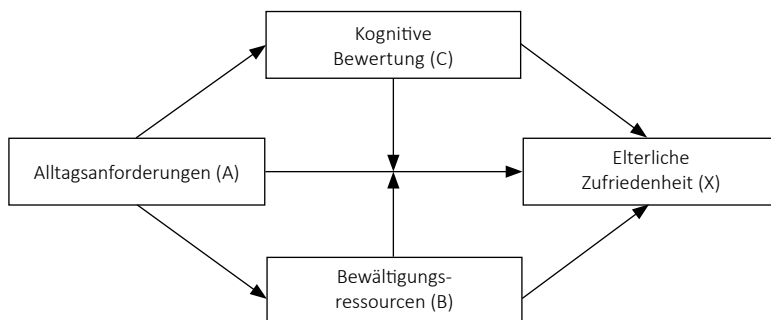 Kognitive
Bewertung (C)
Alltagsanforderungen (A)
Elterliche
Zufriedenheit (X)
Bewältigungs-
ressourcen (B)